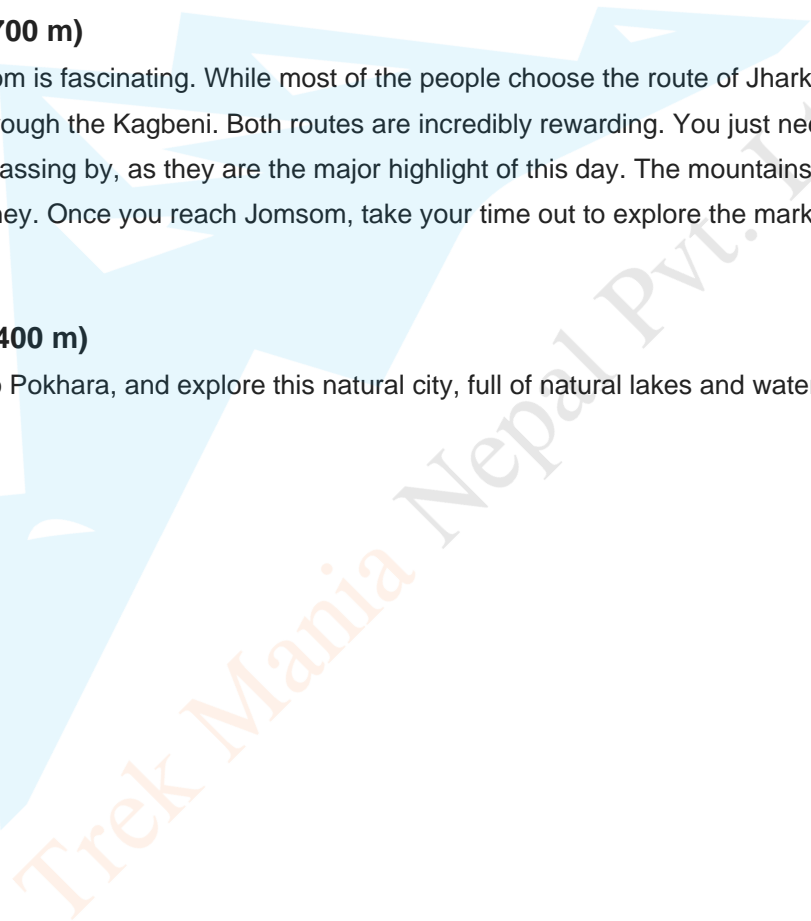 700 m)
om is fascinating. While most of the people choose the route of Jhark
rough the Kagbeni. Both routes are incredibly rewarding. You just nee
assing by, as they are the major highlight of this day. The mountains
ney. Once you reach Jomsom, take your time out to explore the mark
400 m)
Pokhara, and explore this natural city, full of natural lakes and wate
Trek Mania Nepal Pvt. L